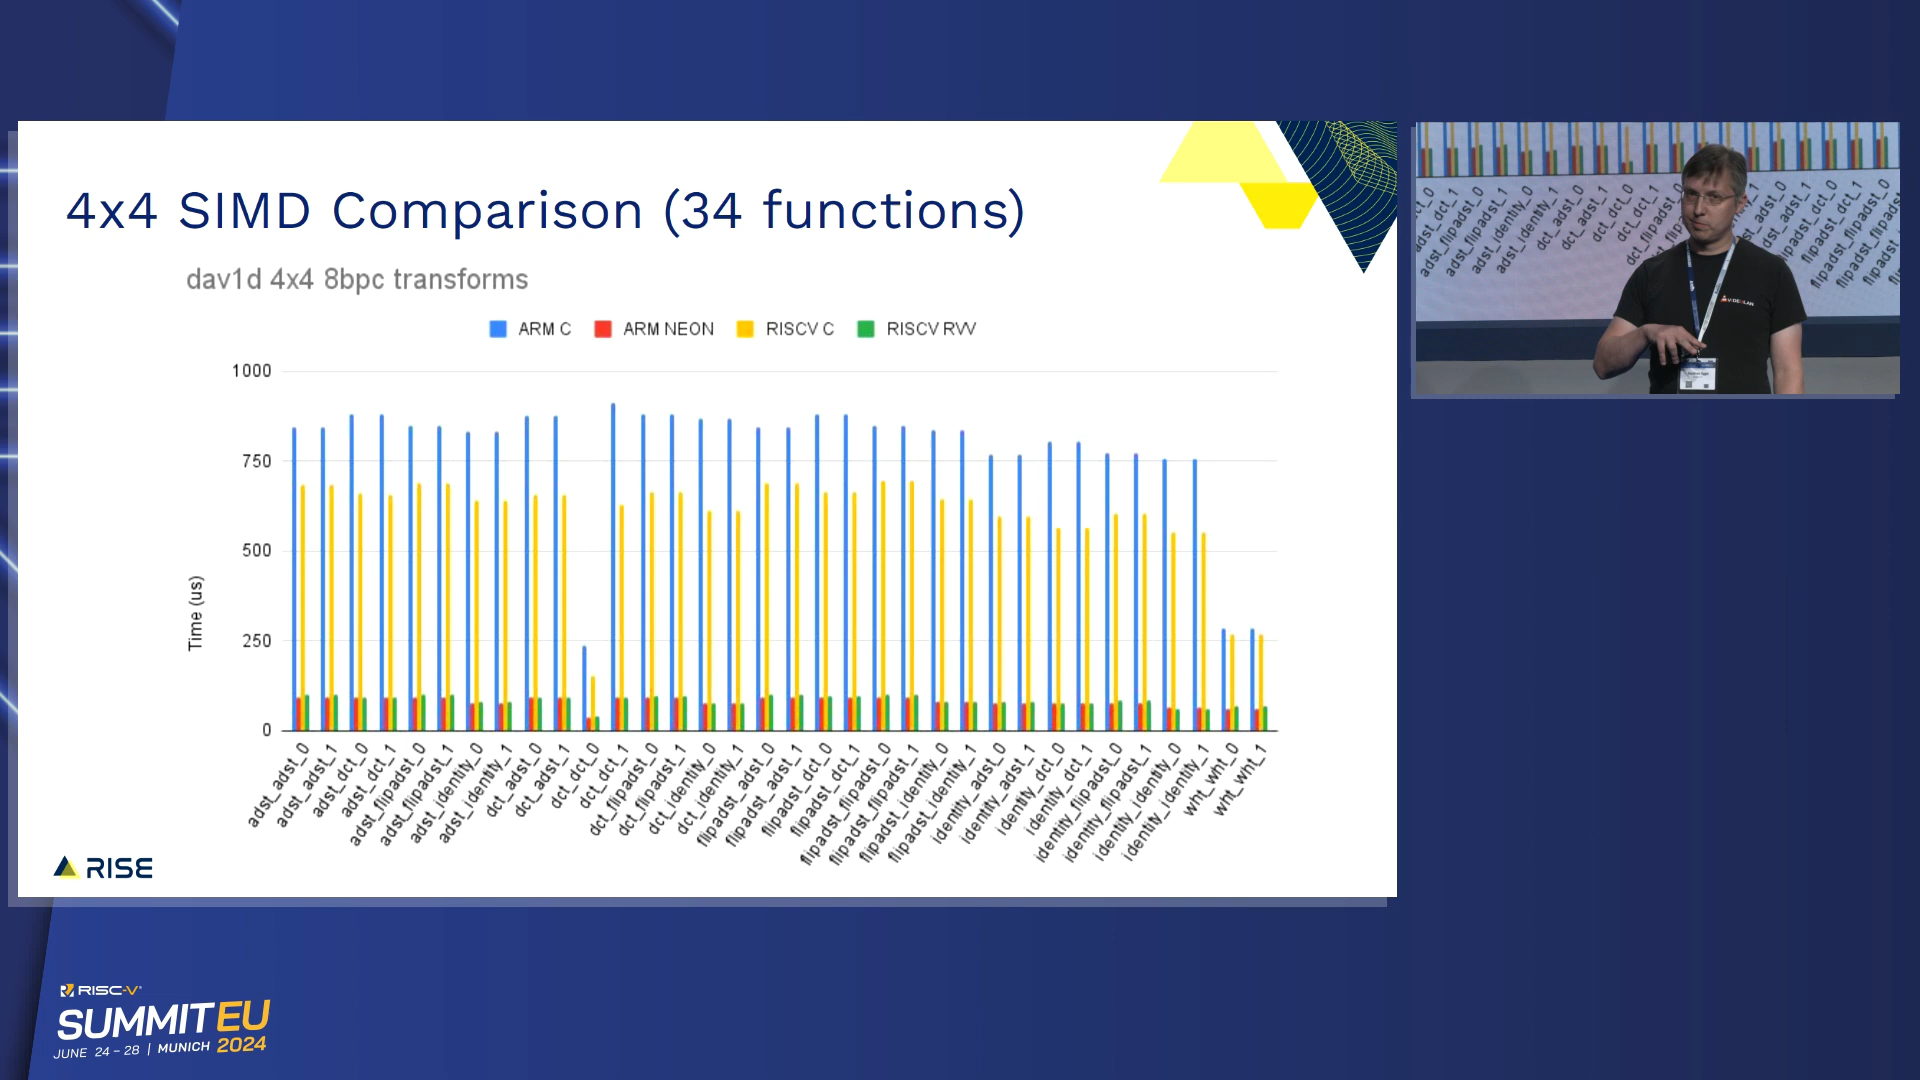 4x4 SIMD Comparison (34 functions)
dav1d 4x4 8bpc transforms
ARM C
ARM NEON
RISCV C
RISCV RVV
1000
750
500
250
0
Time (us)
adst_adst_0
adst_adst_1
adst_dct_0
adst_dct_1
adst_flipadst_0
adst_flipadst_1
adst_identity_0
adst_identity_1
dct_adst_0
dct_adst_1
dct_dct_0
dct_dct_1
dct_flipadst_0
dct_flipadst_1
dct_identity_0
dct_identity_1
flipadst_adst_0
flipadst_adst_1
flipadst_dct_0
flipadst_dct_1
flipadst_flipadst_0
flipadst_flipadst_1
flipadst_identity_0
flipadst_identity_1
identity_adst_0
identity_adst_1
identity_dct_0
identity_dct_1
identity_flipadst_0
identity_flipadst_1
identity_identity_0
identity_identity_1
wht_wht_0
wht_wht_1
RISE
VIDEOLAN
RISC-V®
SUMMIT EU
JUNE 24 – 28 | MUNICH 2024